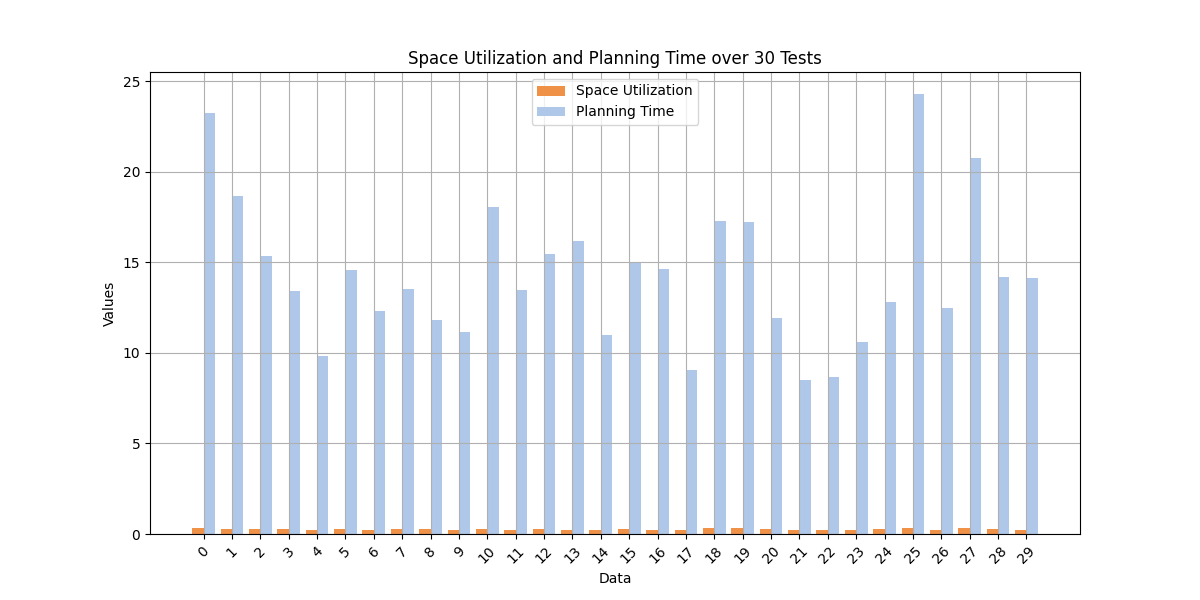 Space Utilization and Planning Time over 30 Tests
Space Utilization
Planning Time
25
20
15
10
5
0
Values
0 1 2 3 4 5 6 7 8 9 10 11 12 13 14 15 16 17 18 19 20 21 22 23 24 25 26 27 28 29
Data